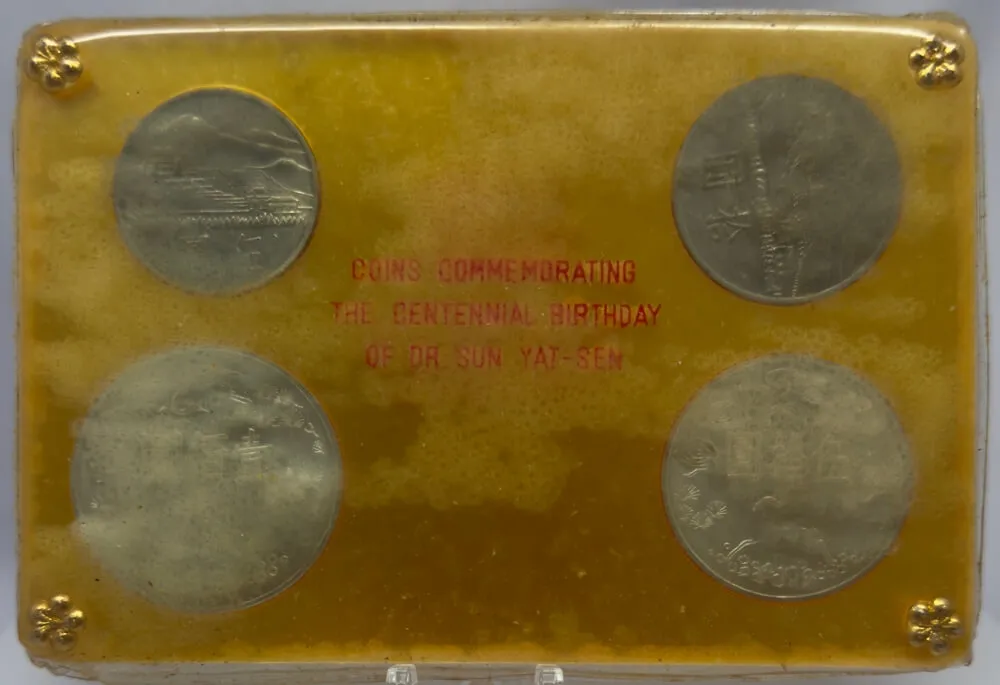 COINS COMMEMORATING
THE CENTENNIAL BIRTHDAY
OF DR. SUN YAT-SEN